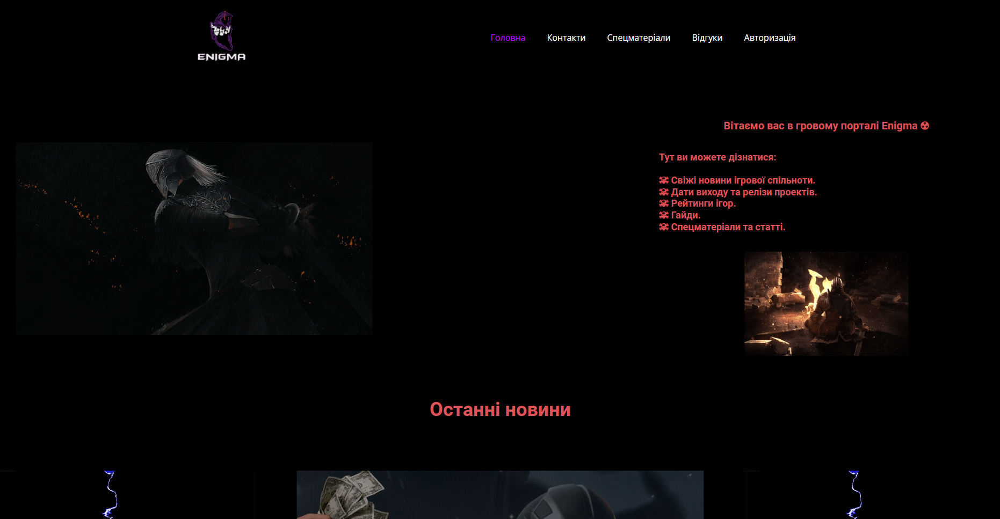 ENIGMA
Головна
Контакти
Спецматеріали
Відгуки
Авторизація
Вітаємо вас в гровому порталі Enigma ☢
Тут ви можете дізнатися:
Свіжі новини ігрової спільноти.
Дати виходу та релізи проектів.
Рейтинги ігор.
Гайди.
Спецматеріали та статті.
Останні новини